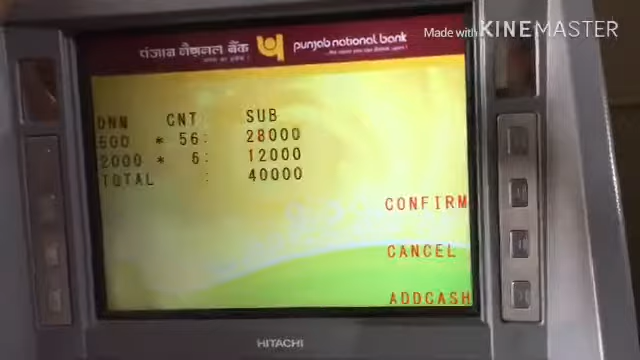 Made with KINEMASTER
पंजाब नैशनल बैंक punjab national bank
DNN CNT SUB
500 * 56: 28000
2000 * 6: 12000
TOTAL : 40000
CONFIRM
CANCEL
ADDCASH
HITACHI